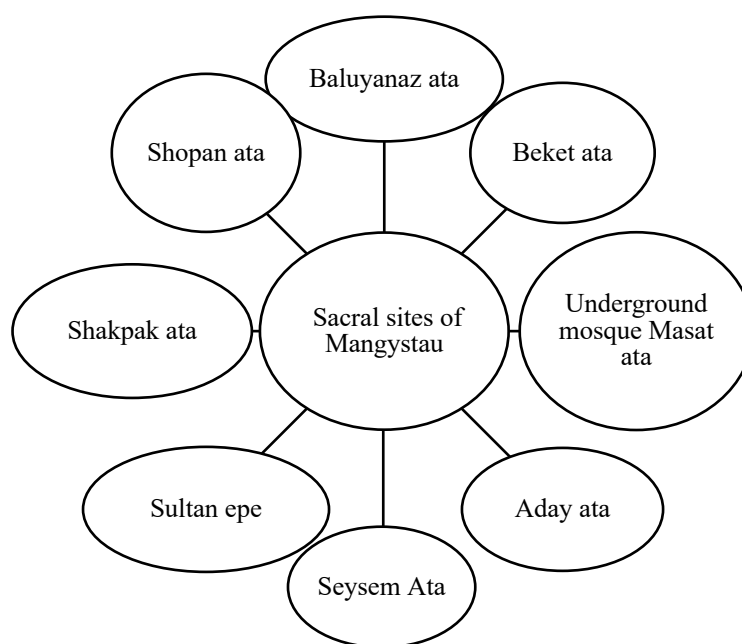 Baluyanaz ata
Shopan ata
Beket ata
Shakpak ata
Sacral sites of
Mangystau
Underground
mosque Masat
ata
Sultan epe
Aday ata
Seysem Ata